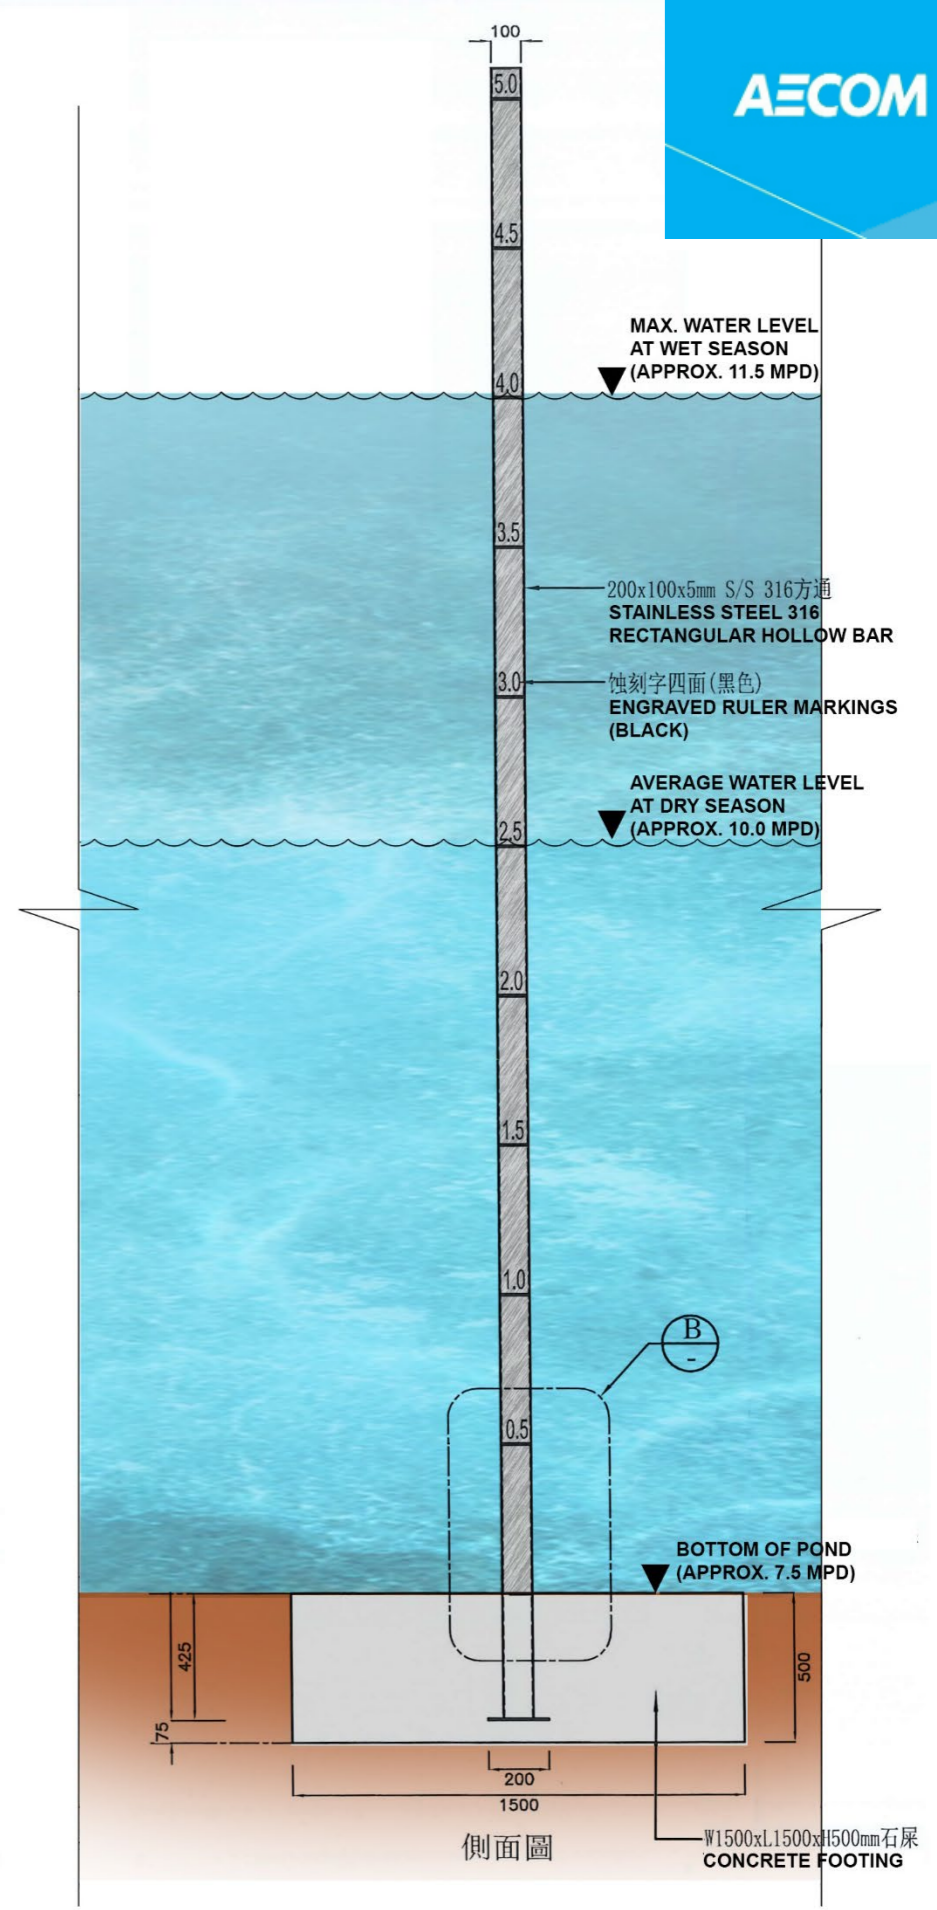 100
AECOM
5.0
4.5
MAX. WATER LEVEL
AT WET SEASON
(APPROX. 11.5 MPD)
4.0
3.5
200x100x5mm S/S 316方通
STAINLESS STEEL 316
RECTANGULAR HOLLOW BAR
3.0
蚀刻字四面(黑色)
ENGRAVED RULER MARKINGS
(BLACK)
AVERAGE WATER LEVEL
AT DRY SEASON
(APPROX. 10.0 MPD)
2.5
2.0
1.5
1.0
B
-
0.5
BOTTOM OF POND
(APPROX. 7.5 MPD)
425
500
75
200
1500
側面圖
W1500xL1500xH500mm石屎
CONCRETE FOOTING